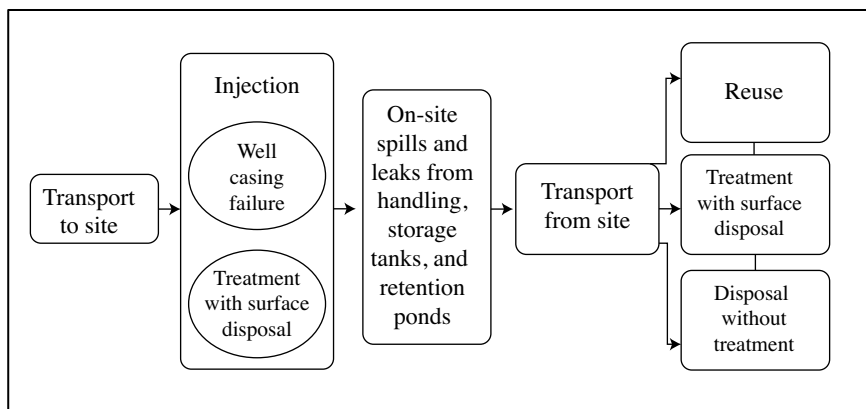 Transport
to site
Injection
Well
casing
failure
Treatment
with surface
disposal
On-site
spills and
leaks from
handling,
storage
tanks, and
retention
ponds
Transport
from site
Reuse
Treatment
with surface
disposal
Disposal
without
treatment